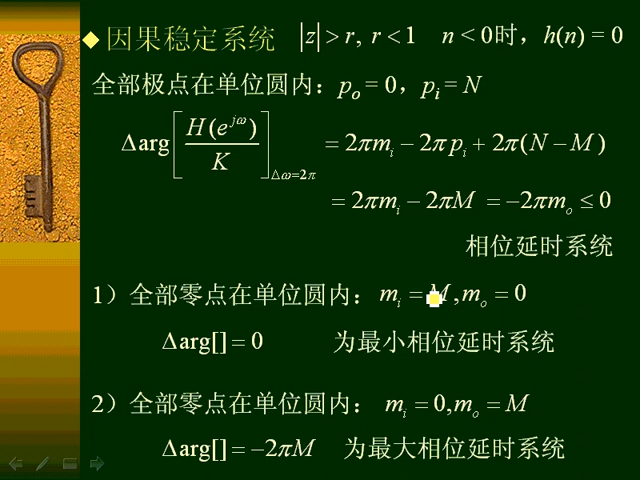 ◆因果稳定系统 |z| > r, r < 1 n < 0时，h(n) = 0
全部极点在单位圆内：p_o = 0，p_i = N
Δarg[H(e^{jω})/K]_{Δω=2π} = 2πm_i − 2πp_i + 2π(N − M)
= 2πm_i − 2πM = −2πm_o ≤ 0
相位延时系统
1）全部零点在单位圆内：m_i = M, m_o = 0
Δarg[] = 0 为最小相位延时系统
2）全部零点在单位圆内：m_i = 0, m_o = M
Δarg[] = −2πM 为最大相位延时系统